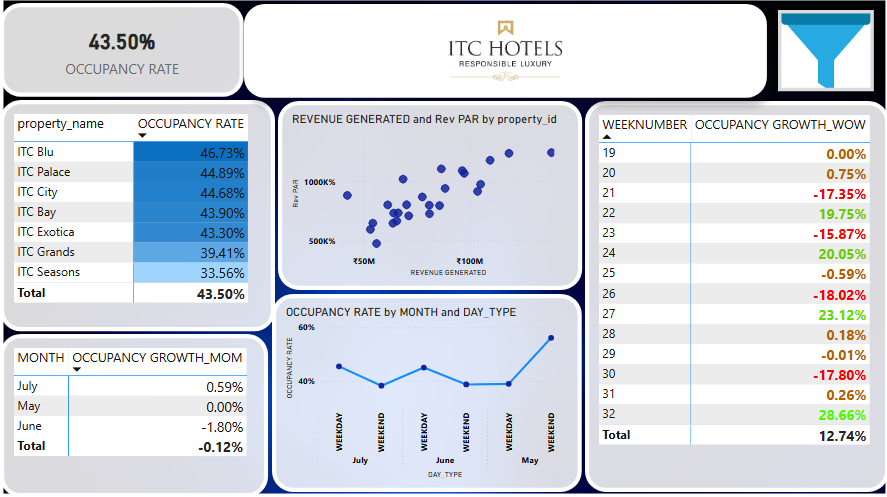 43.50%
OCCUPANCY RATE
ITC HOTELS
RESPONSIBLE LUXURY
property_name OCCUPANCY RATE
ITC Blu 46.73%
ITC Palace 44.89%
ITC City 44.68%
ITC Bay 43.90%
ITC Exotica 43.30%
ITC Grands 39.41%
ITC Seasons 33.56%
Total 43.50%
MONTH OCCUPANCY GROWTH_MOM
July 0.59%
May 0.00%
June -1.80%
Total -0.12%
REVENUE GENERATED and Rev PAR by property_id
Rev PAR
1000K%
500K%
₹50M ₹100M
REVENUE GENERATED
OCCUPANCY RATE by MONTH and DAY_TYPE
OCCUPANCY RATE
60%
40%
WEEKDAY WEEKEND WEEKDAY WEEKEND WEEKDAY WEEKEND
July June May
DAY_TYPE
WEEKNUMBER OCCUPANCY GROWTH_WOW
19 0.00%
20 0.75%
21 -17.35%
22 19.75%
23 -15.87%
24 20.05%
25 -0.59%
26 -18.02%
27 23.12%
28 0.18%
29 -0.01%
30 -17.80%
31 0.26%
32 28.66%
Total 12.74%